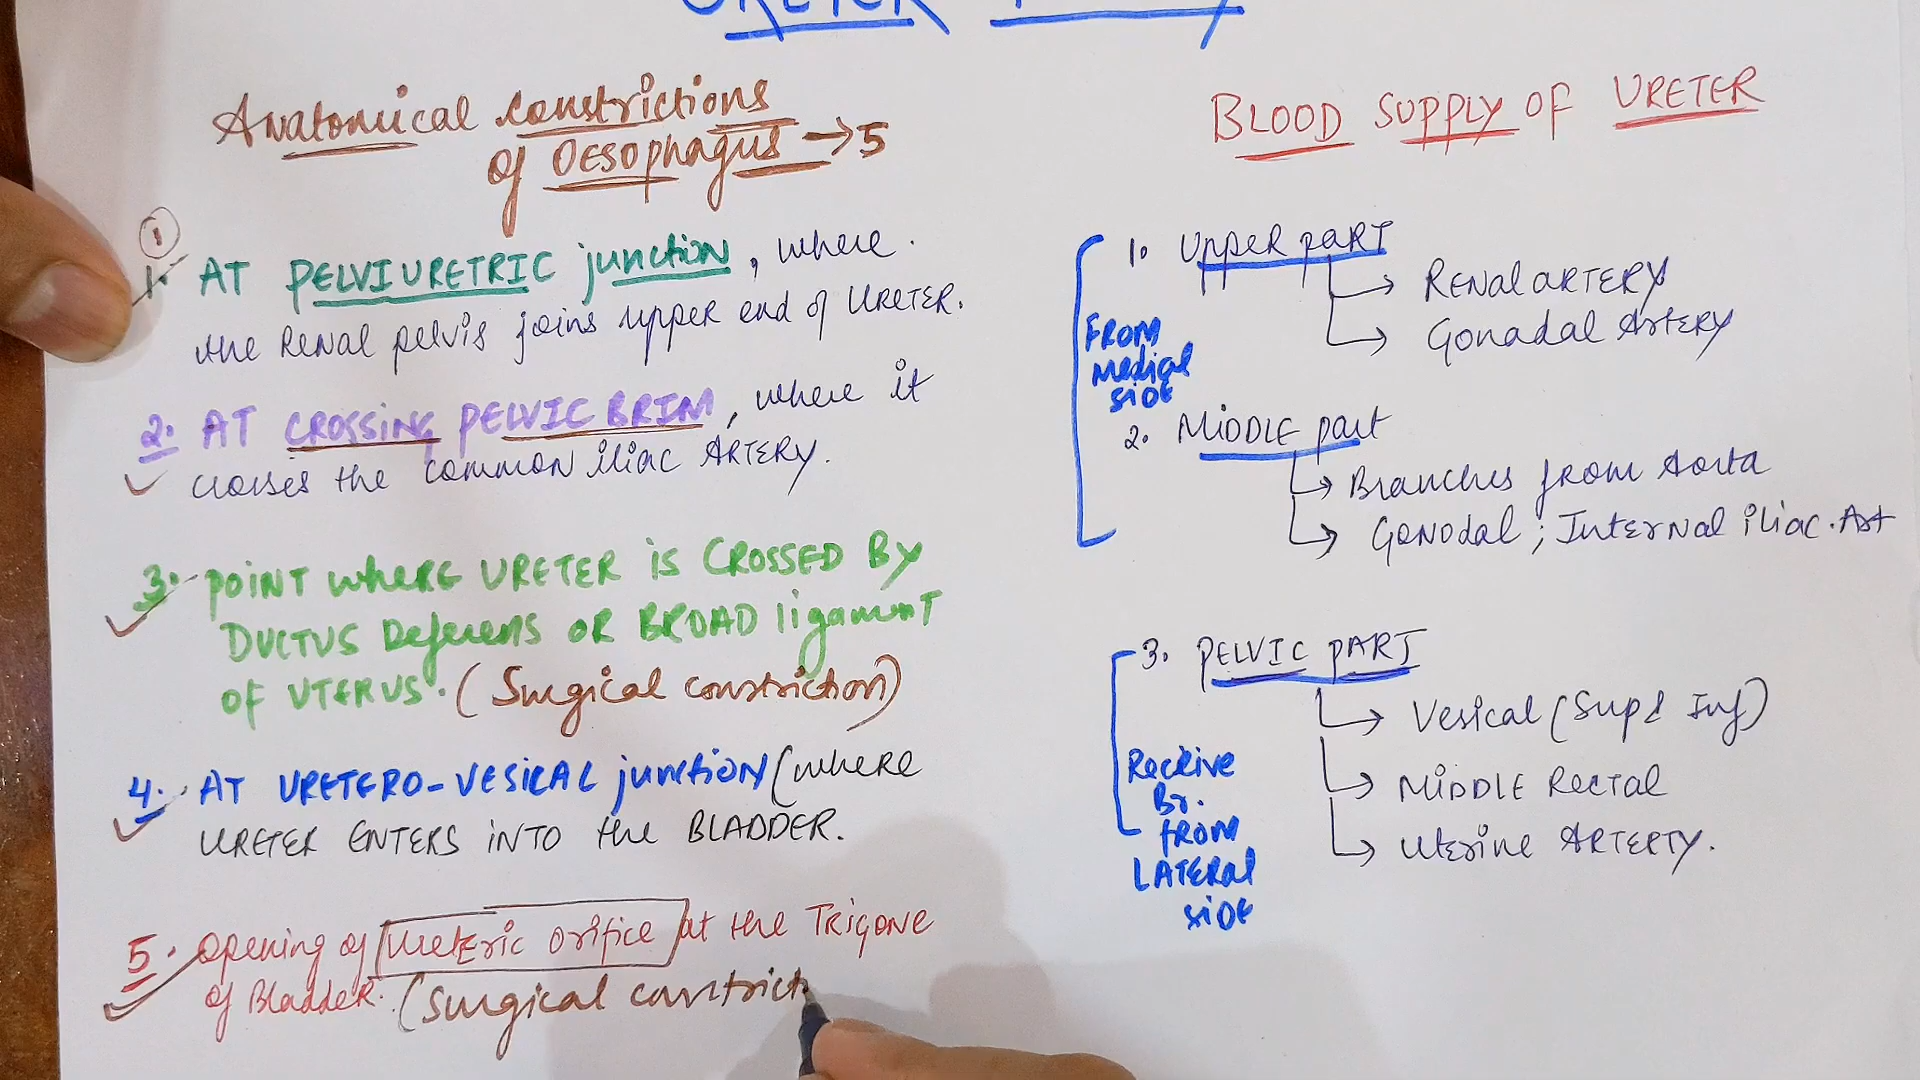 URETER
Anatomical constrictions
of OESophagus → 5
1
1. AT PELVIURETRIC junction, where
the Renal pelvis joins upper end of URETER.
2. AT CROSSING PELVIC BRIM, where it
crosses the common iliac ARTERY.
3. POINT WHERE URETER is CROSSED By
DUCTUS Deferens OR BROAD ligament
OF UTERUS. (Surgical constriction)
4. AT URETERO-VESICAL junction (where
URETER ENTERS INTO the BLADDER.
5. Opening of Ureteric orifice at the TRIGONE
of Bladder. (Surgical constrict
BLOOD SUPPLY OF URETER
1. Upper PART
→ RENAL ARTERY
→ Gonadal Artery
FROM
Medical
SIDE
2. MIDDLE part
→ Branches from Aorta
→ GONODAL ; Internal iliac. Art
3. PELVIC PART
→ Vesical (Sup & Inf)
→ MIDDLE Rectal
→ Uterine ARTERTY.
Receive
Br.
FROM
LATERAL
SIDE